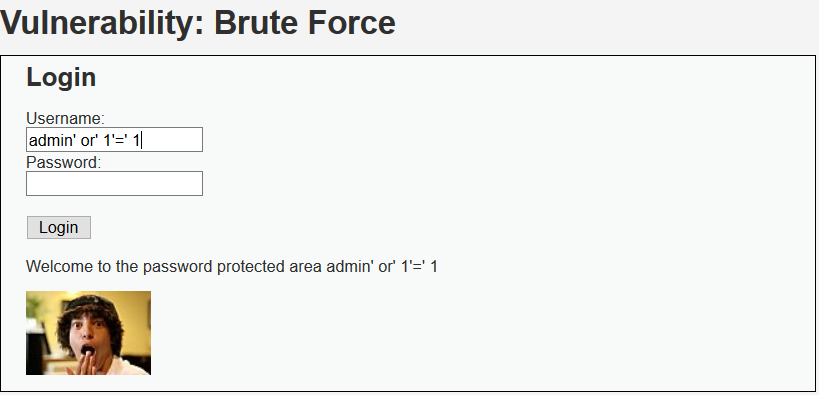 Vulnerability: Brute Force
Login
Username:
admin' or' 1'=' 1
Password:
Login
Welcome to the password protected area admin' or' 1'=' 1